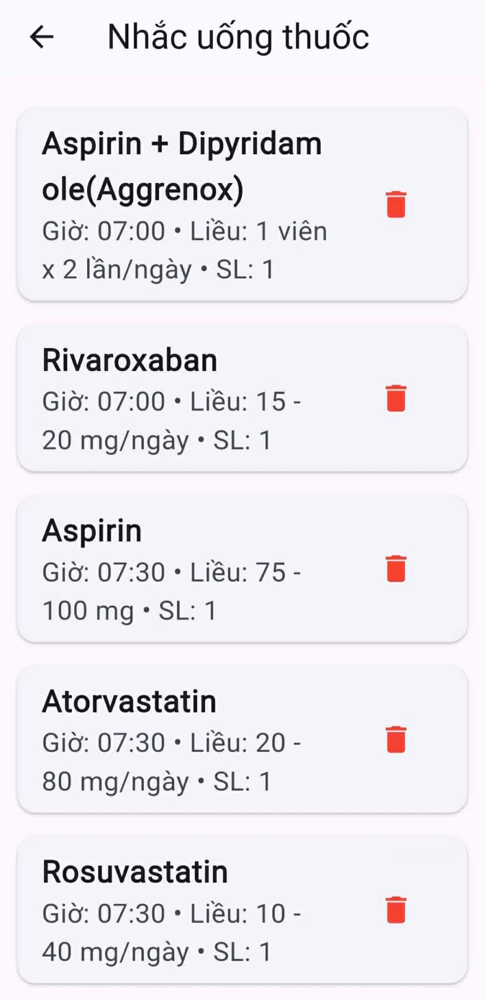 Nhắc uống thuốc
Aspirin + Dipyridam
ole(Aggrenox)
Giờ: 07:00 • Liều: 1 viên
x 2 lần/ngày • SL: 1
Rivaroxaban
Giờ: 07:00 • Liều: 15 -
20 mg/ngày • SL: 1
Aspirin
Giờ: 07:30 • Liều: 75 -
100 mg • SL: 1
Atorvastatin
Giờ: 07:30 • Liều: 20 -
80 mg/ngày • SL: 1
Rosuvastatin
Giờ: 07:30 • Liều: 10 -
40 mg/ngày • SL: 1